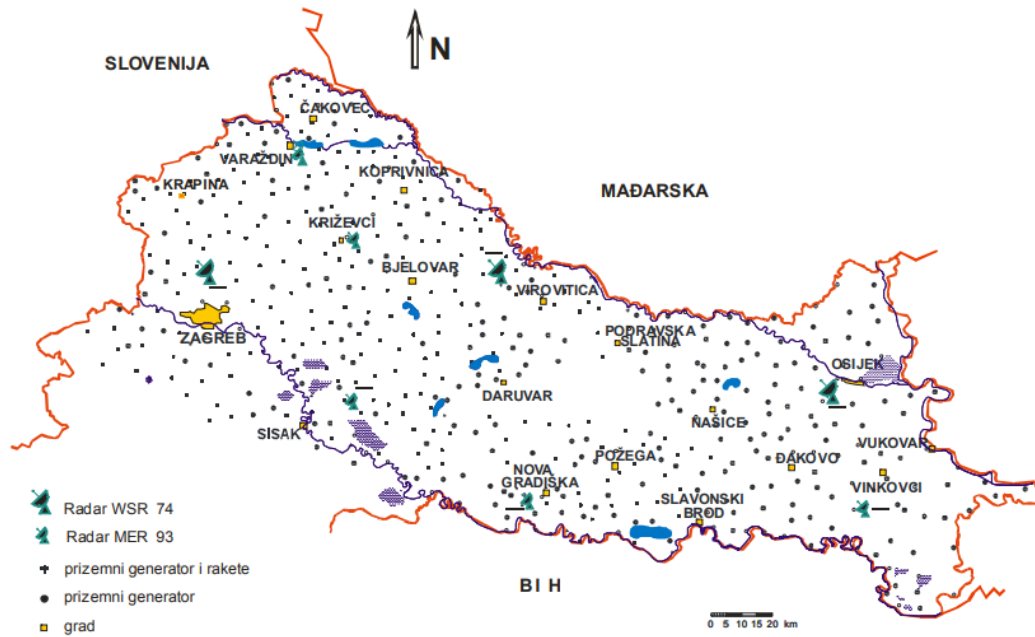 N
SLOVENIJA
ČAKOVEC
VARAŽDIN
KOPRIVNICA
KRAPINA
MAĐARSKA
KRIŽEVCI
BJELOVAR
VIROVITICA
ZAGREB
PODRAVSKA
SLATINA
OSIJEK
DARUVAR
NAŠICE
SISAK
VUKOVAR
POŽEGA
ĐAKOVO
NOVA
GRADIŠKA
VINKOVCI
SLAVONSKI
BROD
Radar WSR 74
Radar MER 93
prizemni generator i rakete
prizemni generator
grad
BI H
0 5 10 20 km